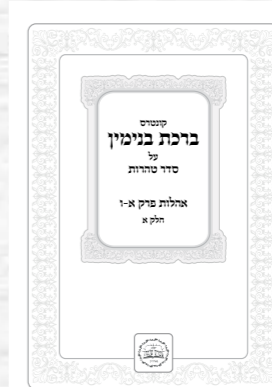 קונטרס
ברכת בנימין
על
סדר טהרות
אהלות פרק א-ו
חלק א